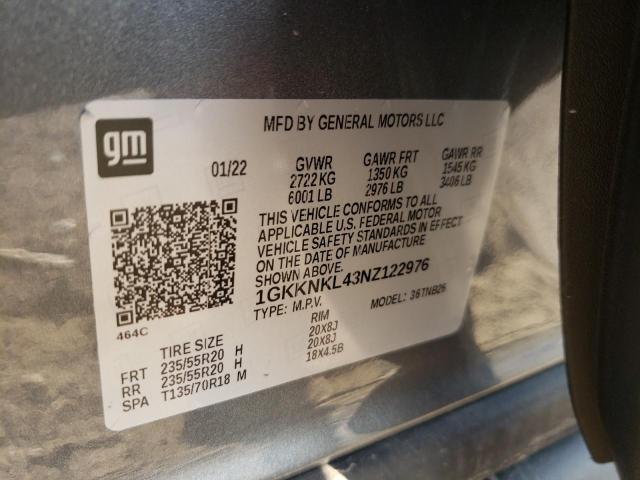 gm
MFD BY GENERAL MOTORS LLC
01/22 GVWR GAWR FRT GAWR RR
2722 KG 1350 KG 1545 KG
6001 LB 2976 LB 3406 LB
THIS VEHICLE CONFORMS TO ALL
APPLICABLE U.S. FEDERAL MOTOR
VEHICLE SAFETY STANDARDS IN EFFECT
ON THE DATE OF MANUFACTURE
SHOWN ABOVE.
1GKKNKL43NZ122976
TYPE: M.P.V. MODEL: 36TNB26
464C
TIRE SIZE RIM
FRT 235/55R20 H 20X8J
RR 235/55R20 H 20X8J
SPA T135/70R18 M 18X4.5B